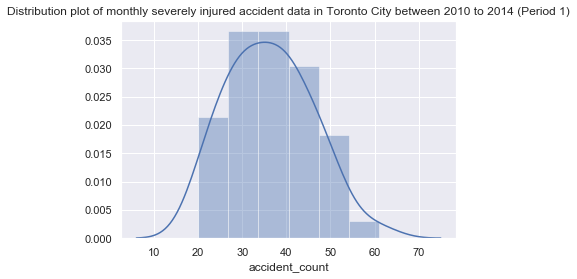 Distribution plot of monthly severely injured accident data in Toronto City between 2010 to 2014 (Period 1)
0.035
0.030
0.025
0.020
0.015
0.010
0.005
0.000
10 20 30 40 50 60 70
accident_count